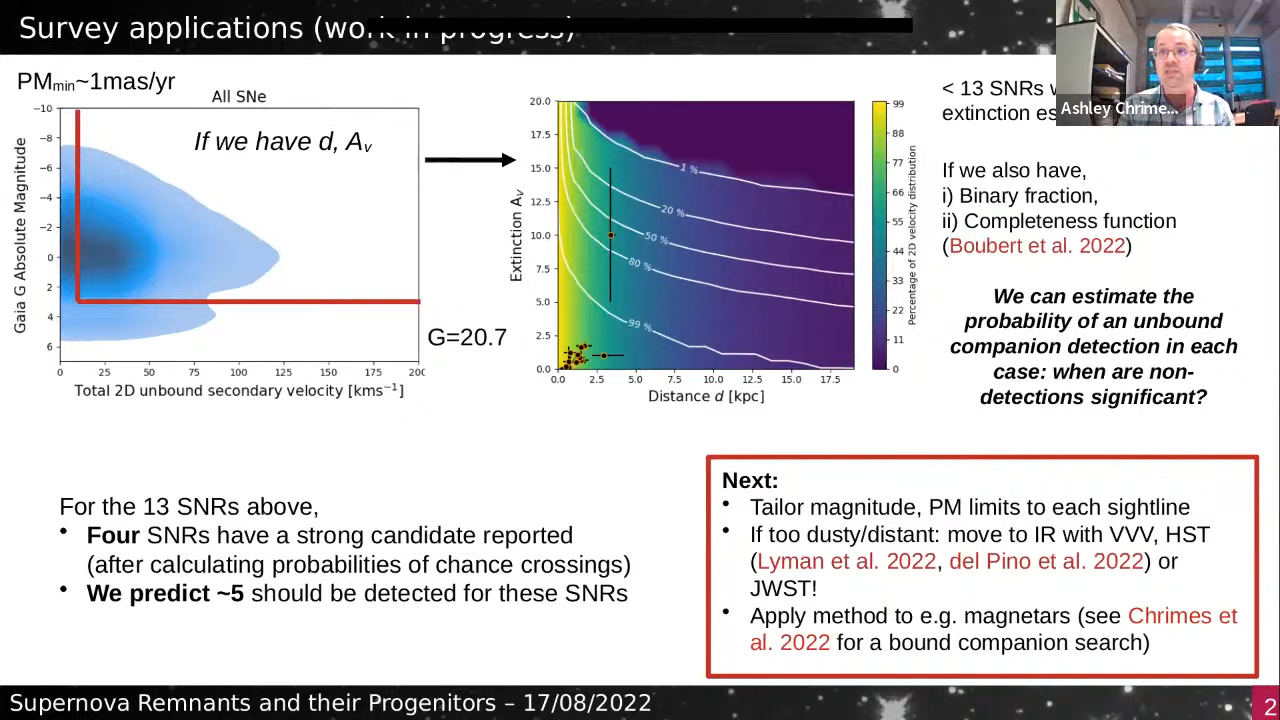 Survey applications (work in progress)
PMmin~1mas/yr
All SNe
If we have d, Av
Gaia G Absolute Magnitude
−10
−8
−6
−4
−2
0
2
4
6
0 25 50 75 100 125 150 175 200
Total 2D unbound secondary velocity [kms−1]
G=20.7
Extinction AV
20.0
17.5
15.0
12.5
10.0
7.5
5.0
2.5
0.0
1 %
20 %
50 %
80 %
99 %
0.0 2.5 5.0 7.5 10.0 12.5 15.0 17.5
Distance d [kpc]
99
88
77
66
55
44
33
22
11
0
Percentage of 2D velocity distribution
< 13 SNRs
extinction
Ashley Chrime...
If we also have,
i) Binary fraction,
ii) Completeness function
(Boubert et al. 2022)
We can estimate the
probability of an unbound
companion detection in each
case: when are non-
detections significant?
For the 13 SNRs above,
• Four SNRs have a strong candidate reported
(after calculating probabilities of chance crossings)
• We predict ~5 should be detected for these SNRs
Next:
• Tailor magnitude, PM limits to each sightline
• If too dusty/distant: move to IR with VVV, HST
(Lyman et al. 2022, del Pino et al. 2022) or
JWST!
• Apply method to e.g. magnetars (see Chrimes et
al. 2022 for a bound companion search)
Supernova Remnants and their Progenitors – 17/08/2022
2